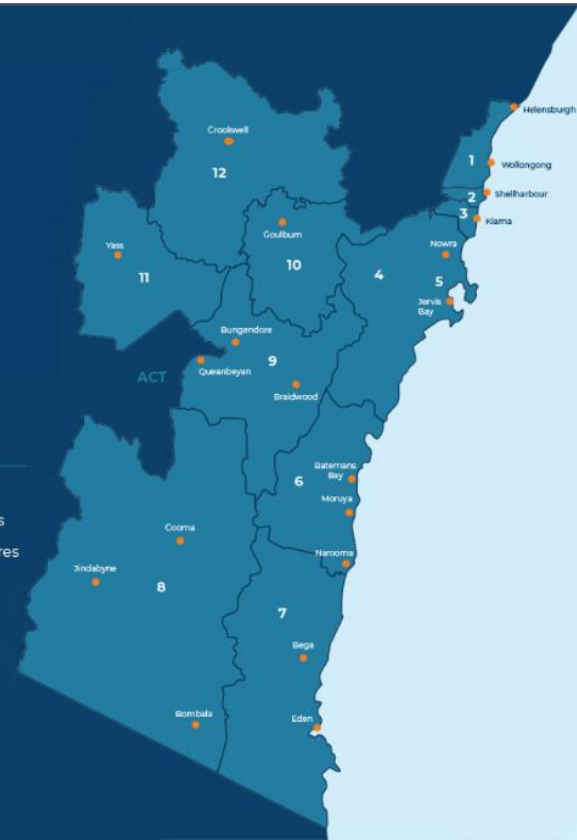 Helensburgh
Crookwell
1
Wollongong
12
2
Shellharbour
3
Kiama
Goulburn
Yass
Nowra
10
4
11
5
Jervis
Bay
Bungendore
9
ACT
Queanbeyan
Braidwood
Batemans
Bay
6
Moruya
s
Cooma
res
Narooma
Jindabyne
8
7
Bega
Bombala
Eden